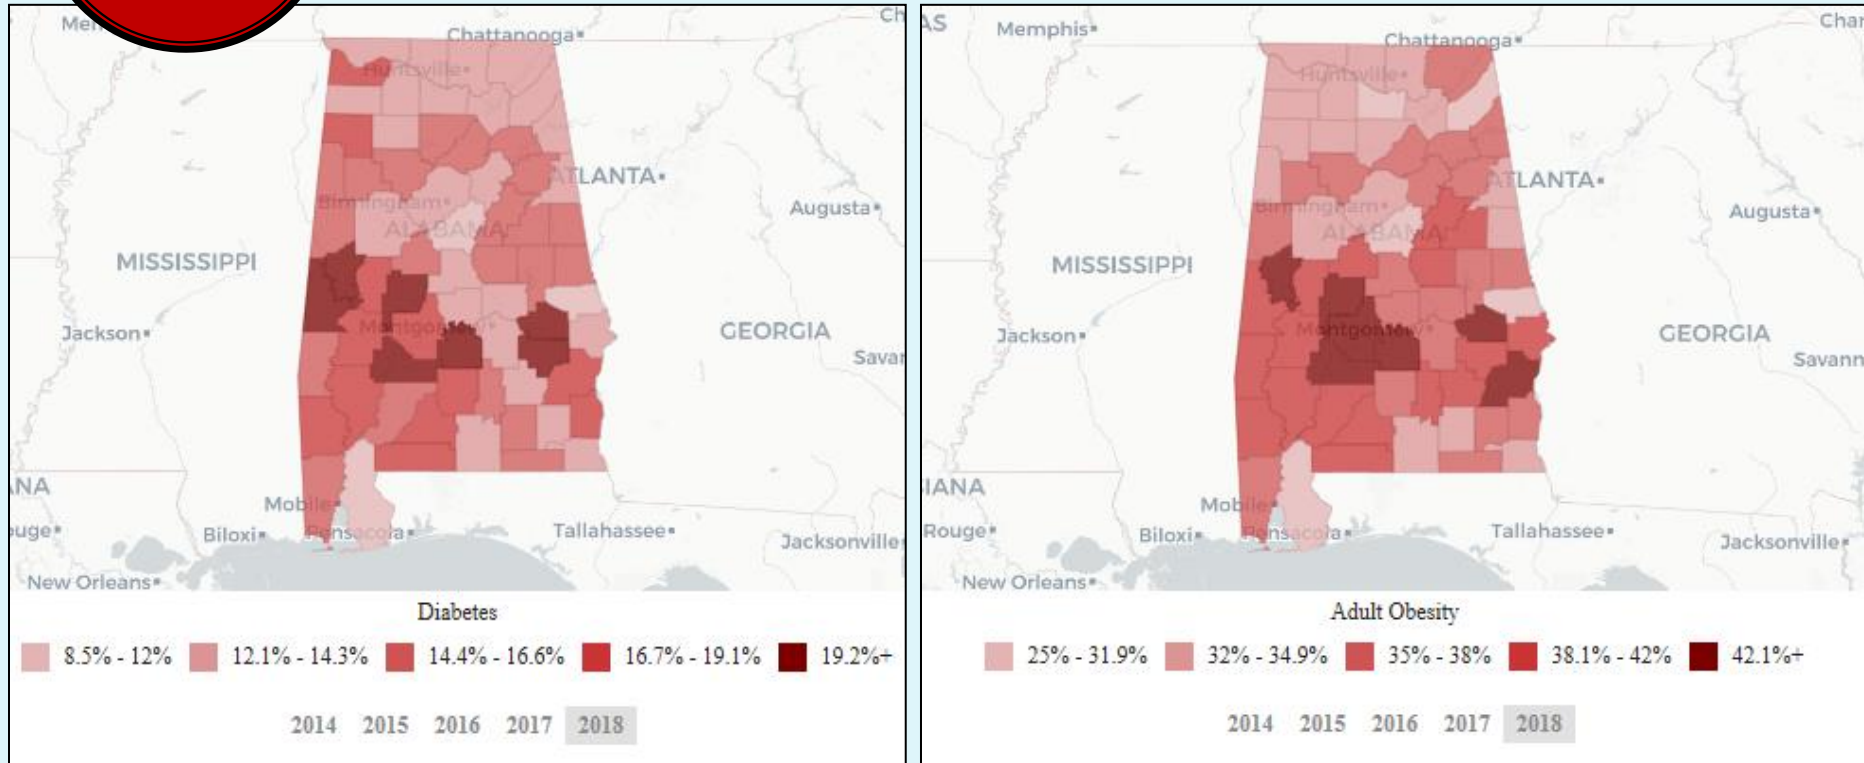 Chattanooga
Huntsville
ATLANTA
Birmingham
Augusta
ALABAMA
MISSISSIPPI
Jackson
Montgomery
GEORGIA
Mobile
Biloxi
Pensacola
Tallahassee
Jacksonville
New Orleans
Diabetes
8.5% - 12% 12.1% - 14.3% 14.4% - 16.6% 16.7% - 19.1% 19.2%+
2014 2015 2016 2017 2018
AS
Memphis
Char
Chattanooga
Huntsville
ATLANTA
Birmingham
Augusta
ALABAMA
MISSISSIPPI
Jackson
Montgomery
GEORGIA
Savann
IANA
Mobile
Rouge
Biloxi
Pensacola
Tallahassee
Jacksonville
New Orleans
Adult Obesity
25% - 31.9% 32% - 34.9% 35% - 38% 38.1% - 42% 42.1%+
2014 2015 2016 2017 2018